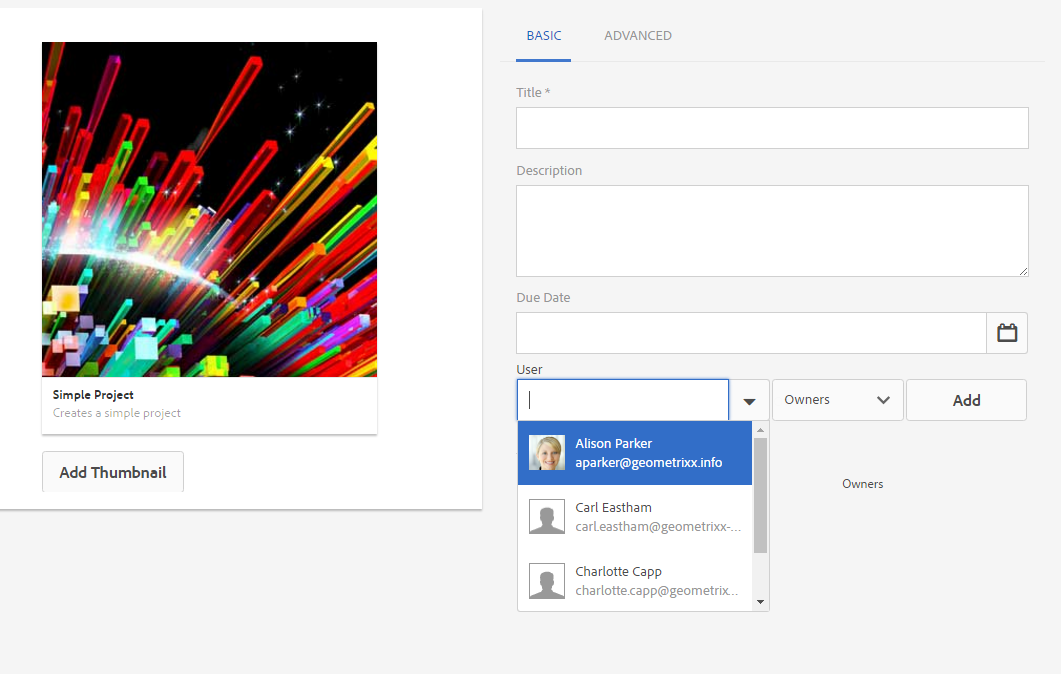 BASIC
ADVANCED
Title *
Description
Due Date
User
Owners
Add
Alison Parker
aparker@geometrixx.info
Carl Eastham
carl.eastham@geometrixx-...
Charlotte Capp
charlotte.capp@geometrix...
Owners
Simple Project
Creates a simple project
Add Thumbnail